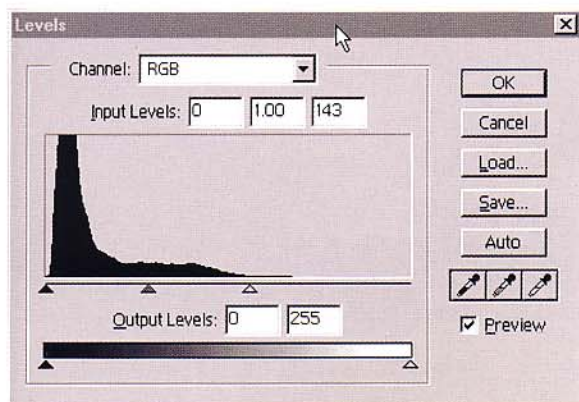 Levels
Channel: RGB
Input Levels: 0 1.00 143
Output Levels: 0 255
OK
Cancel
Load...
Save...
Auto
Preview